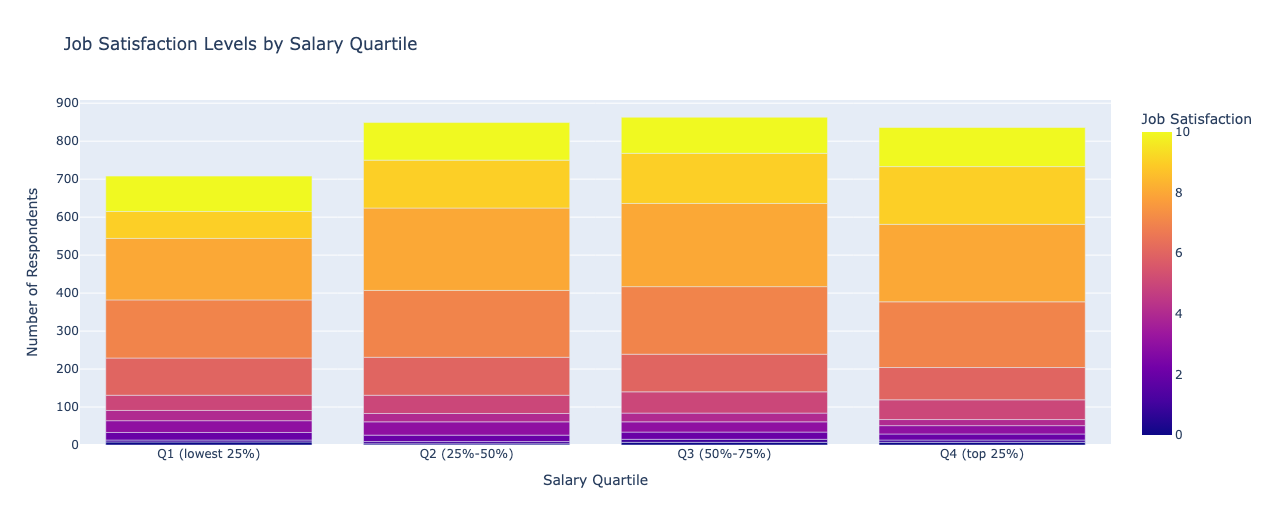 Job Satisfaction Levels by Salary Quartile
Number of Respondents
900
800
700
600
500
400
300
200
100
0
Q1 (lowest 25%)
Q2 (25%-50%)
Q3 (50%-75%)
Q4 (top 25%)
Salary Quartile
Job Satisfaction
10
8
6
4
2
0